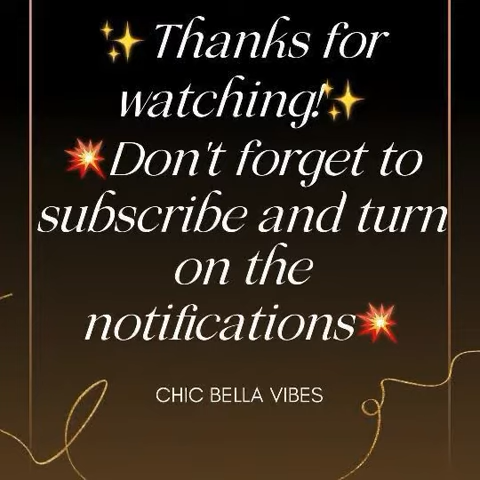 ✨Thanks for
watching!✨
💥Don't forget to
subscribe and turn
on the
notifications💥
CHIC BELLA VIBES